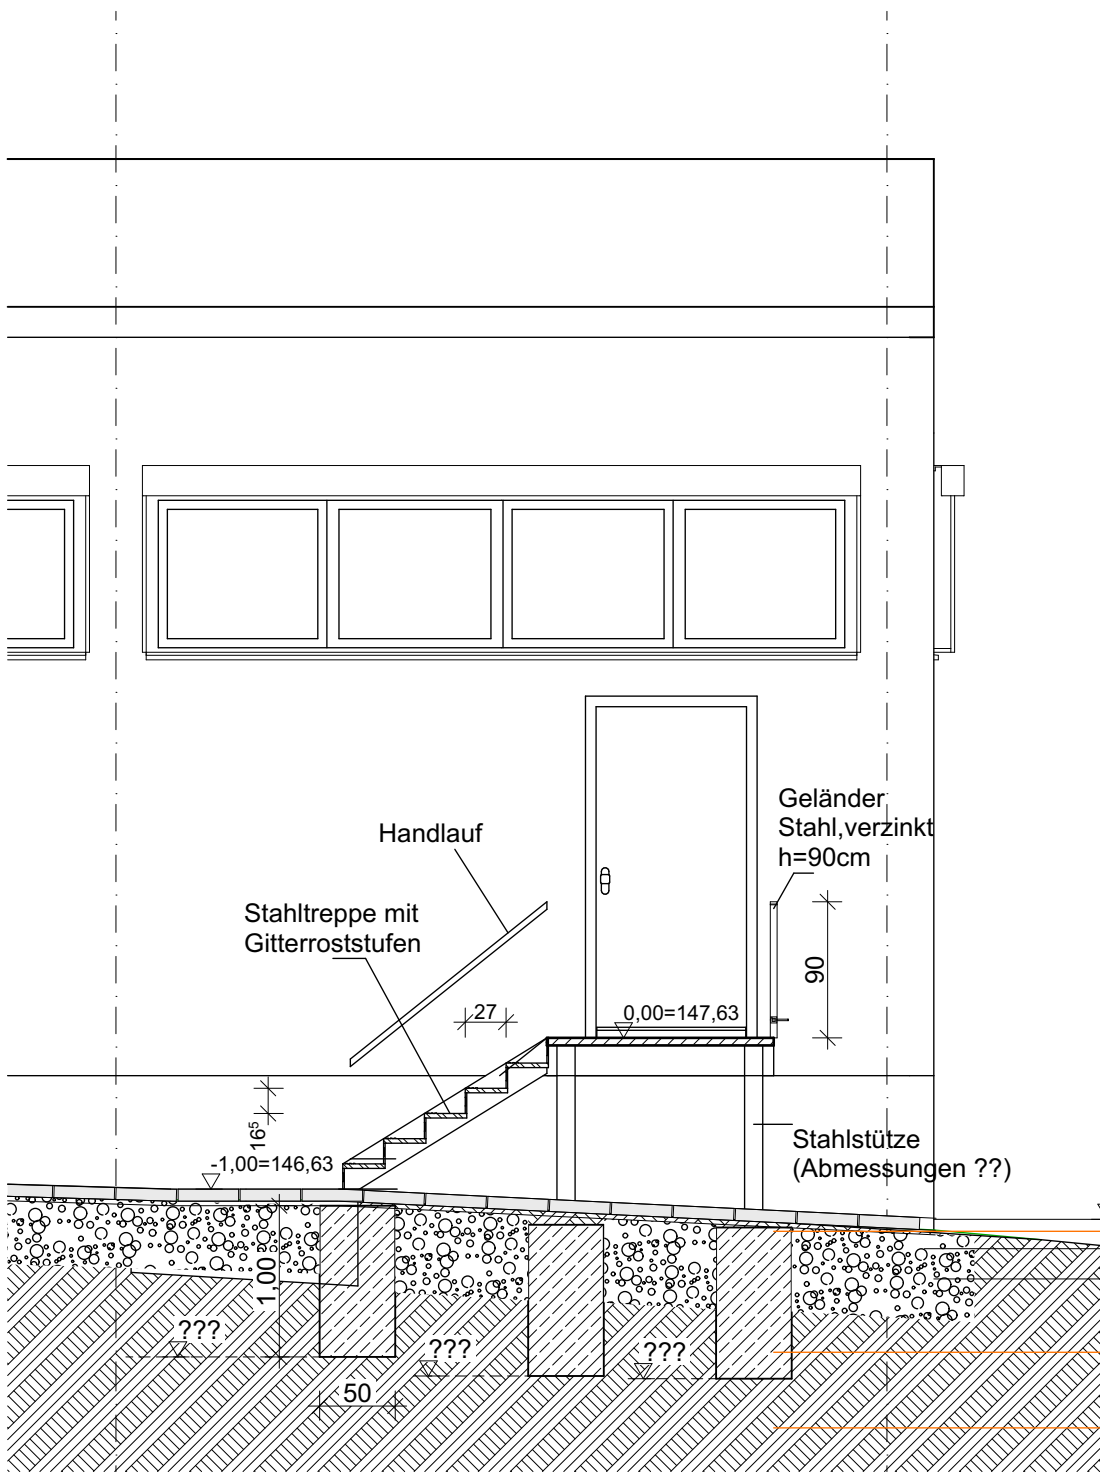 Geländer
Stahl,verzinkt
h=90cm
Handlauf
Stahltreppe mit
Gitterroststufen
90
27
0,00=147,63
16⁵
-1,00=146,63
Stahlstütze
(Abmessungen ??)
1,00
???
???
???
50